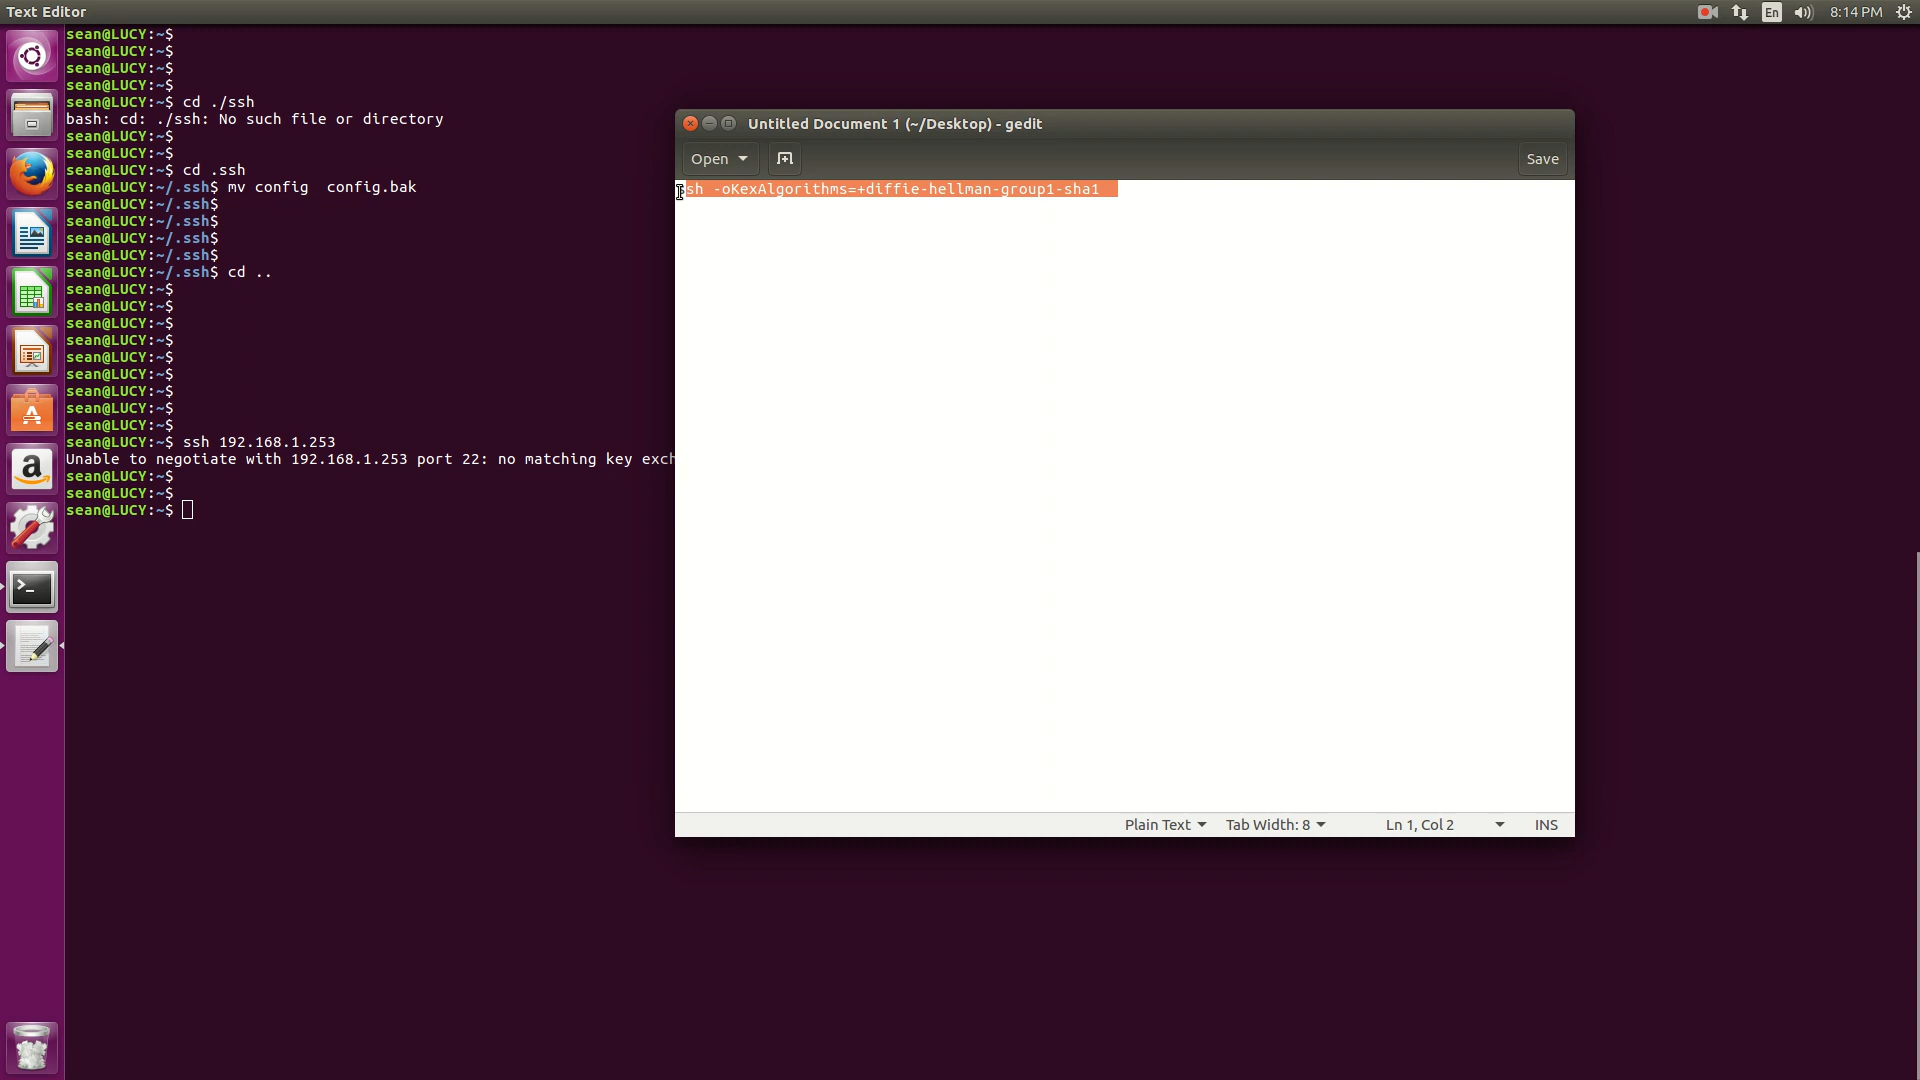 Text Editor
En
8:14 PM
sean@LUCY:~$
sean@LUCY:~$
sean@LUCY:~$
sean@LUCY:~$
sean@LUCY:~$ cd ./ssh
bash: cd: ./ssh: No such file or directory
sean@LUCY:~$
sean@LUCY:~$
sean@LUCY:~$ cd .ssh
sean@LUCY:~/.ssh$ mv config  config.bak
sean@LUCY:~/.ssh$
sean@LUCY:~/.ssh$
sean@LUCY:~/.ssh$
sean@LUCY:~/.ssh$
sean@LUCY:~/.ssh$ cd ..
sean@LUCY:~$
sean@LUCY:~$
sean@LUCY:~$
sean@LUCY:~$
sean@LUCY:~$
sean@LUCY:~$
sean@LUCY:~$
sean@LUCY:~$
sean@LUCY:~$
sean@LUCY:~$ ssh 192.168.1.253
Unable to negotiate with 192.168.1.253 port 22: no matching key exch
sean@LUCY:~$
sean@LUCY:~$
sean@LUCY:~$
Untitled Document 1 (~/Desktop) - gedit
Open
Save
ssh -oKexAlgorithms=+diffie-hellman-group1-sha1
Plain Text
Tab Width: 8
Ln 1, Col 2
INS